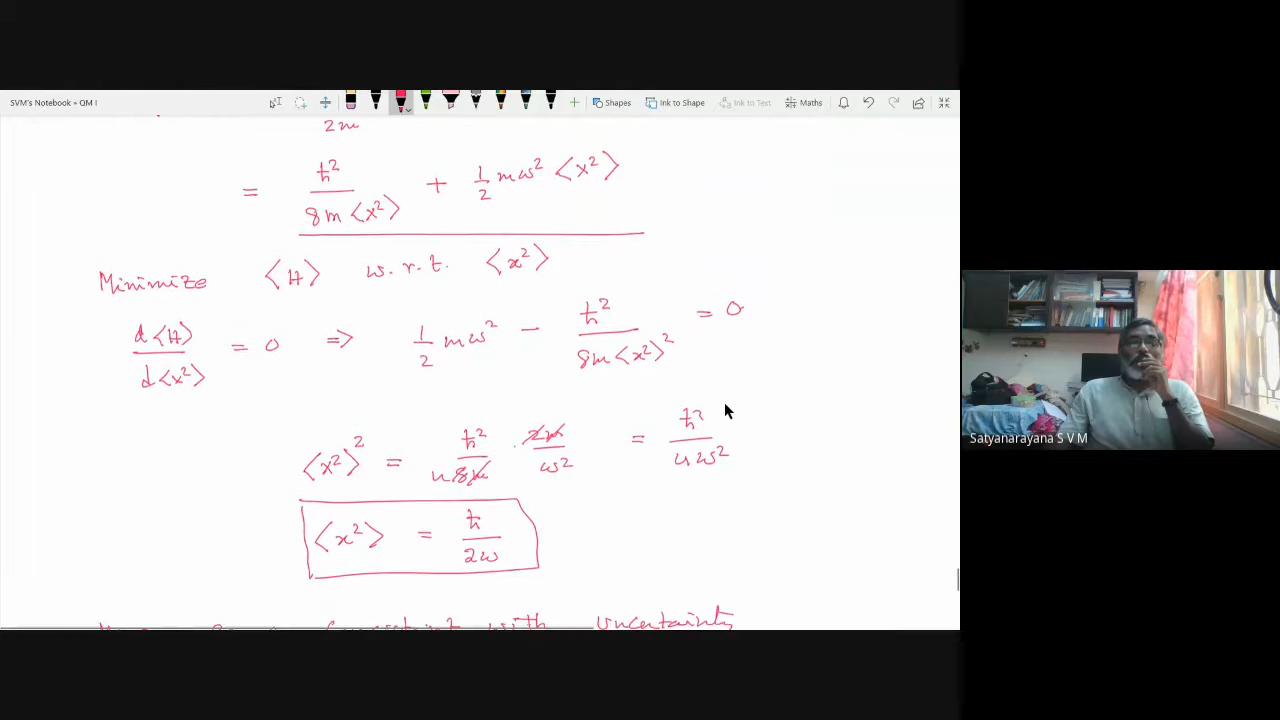 SVM's Notebook » QM I
Shapes Ink to Shape Ink to Text Maths
2m
= ħ² / 8m⟨x²⟩ + 1/2 mω² ⟨x²⟩
Minimize ⟨H⟩ w.r.t. ⟨x²⟩
d⟨H⟩ / d⟨x²⟩ = 0 ⇒ 1/2 mω² − ħ² / 8m⟨x²⟩² = 0
⟨x²⟩² = ħ² / 4 8m · 2m / ω² = ħ² / 4ω²
⟨x²⟩ = ħ / 2ω
with uncertainty
Satyanarayana S V M